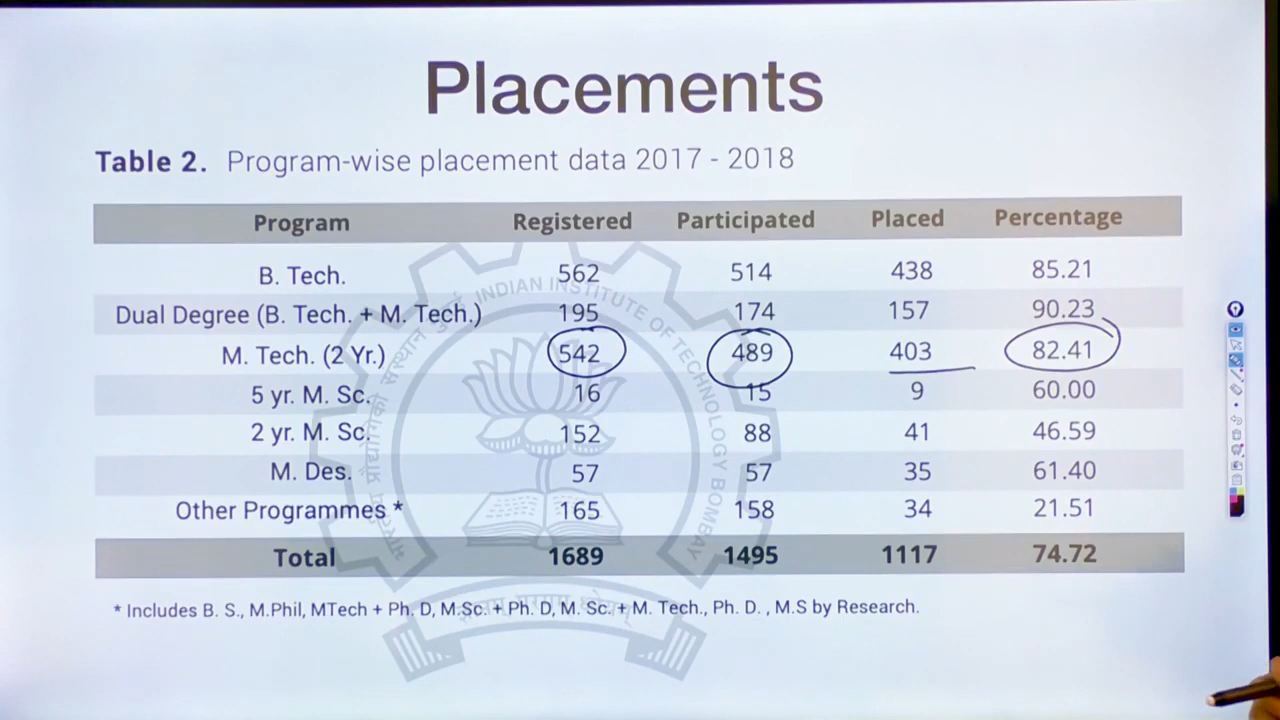 Placements
Table 2. Program-wise placement data 2017 - 2018
Program Registered Participated Placed Percentage
B. Tech. 562 514 438 85.21
Dual Degree (B. Tech. + M. Tech.) 195 174 157 90.23
M. Tech. (2 Yr.) 542 489 403 82.41
5 yr. M. Sc. 16 15 9 60.00
2 yr. M. Sc. 152 88 41 46.59
M. Des. 57 57 35 61.40
Other Programmes * 165 158 34 21.51
Total 1689 1495 1117 74.72
* Includes B. S., M.Phil, MTech + Ph. D, M.Sc. + Ph. D, M. Sc. + M. Tech., Ph. D. , M.S by Research.
INDIAN INSTITUTE OF TECHNOLOGY BOMBAY